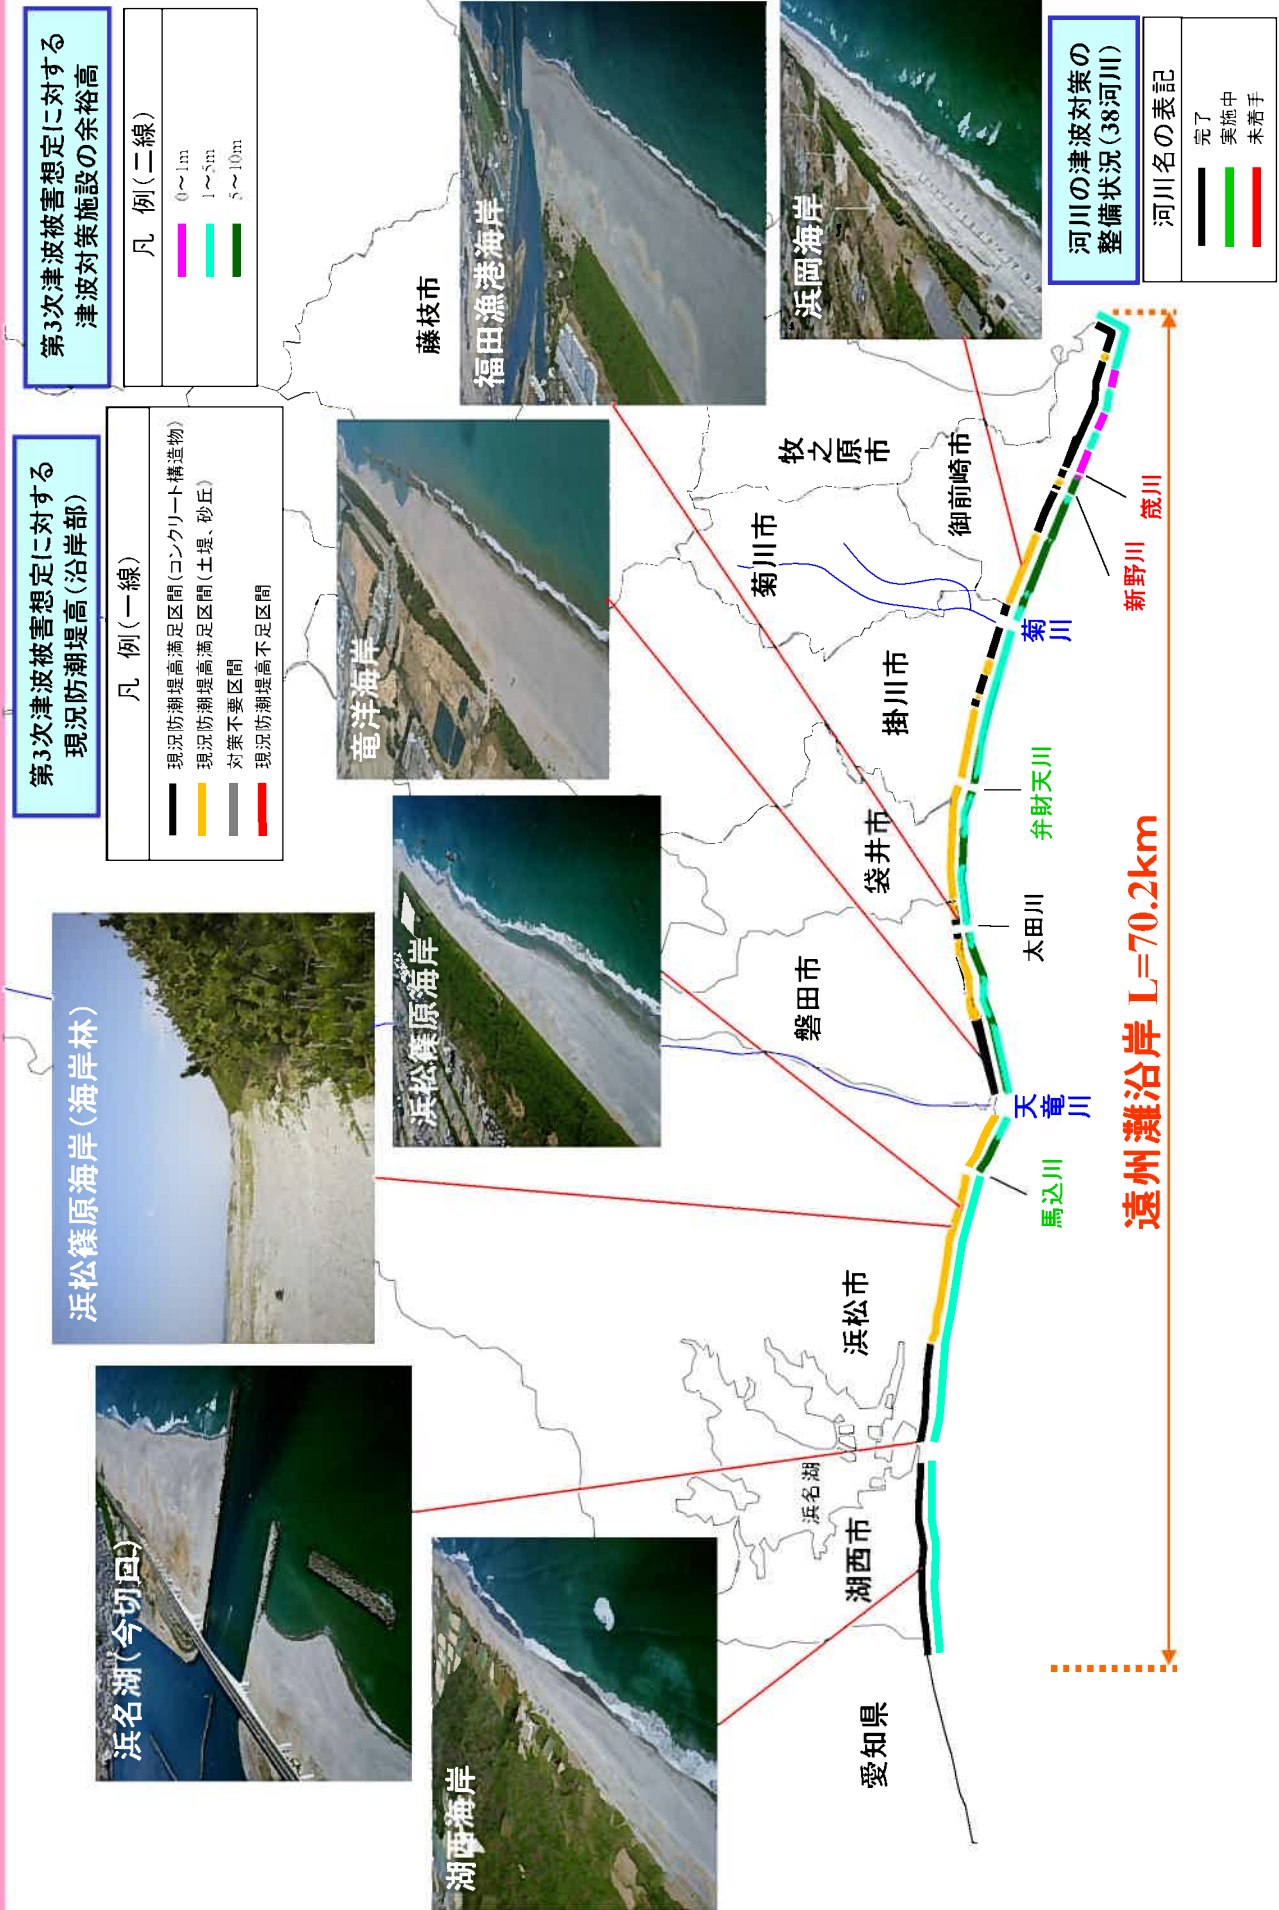 第3次津波被害想定に対する
現況防潮堤高(沿岸部)
凡 例(一線)
現況防潮堤高満足区間(コンクリート構造物)
現況防潮堤高満足区間(土堤、砂丘)
対策不要区間
現況防潮堤高不足区間
第3次津波被害想定に対する
津波対策施設の余裕高
凡 例(二線)
0～1m
1～5m
5～10m
浜名湖(今切口)
浜松篠原海岸(海岸林)
湖西海岸
浜松篠原海岸
竜洋海岸
福田漁港海岸
浜岡海岸
藤枝市
牧之原市
御前崎市
菊川市
掛川市
袋井市
磐田市
浜松市
浜名湖
湖西市
愛知県
馬込川
天竜川
太田川
弁財天川
菊川
新野川
筬川
遠州灘沿岸 L=70.2km
河川の津波対策の
整備状況(38河川)
河川名の表記
完了
実施中
未着手